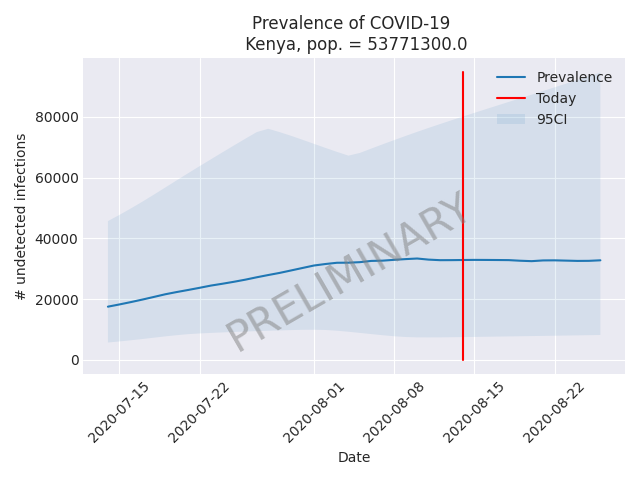 Prevalence of COVID-19
Kenya, pop. = 53771300.0
Prevalence
Today
95CI
80000
60000
40000
20000
0
# undetected infections
PRELIMINARY
2020-07-15
2020-07-22
2020-08-01
2020-08-08
2020-08-15
2020-08-22
Date